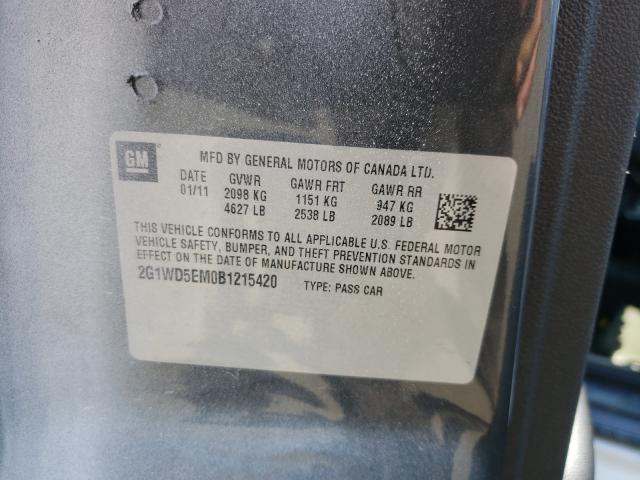 GM
MFD BY GENERAL MOTORS OF CANADA LTD.
DATE GVWR GAWR FRT GAWR RR
01/11 2098 KG 1151 KG 947 KG
4627 LB 2538 LB 2089 LB
THIS VEHICLE CONFORMS TO ALL APPLICABLE U.S. FEDERAL MOTOR
VEHICLE SAFETY, BUMPER, AND THEFT PREVENTION STANDARDS IN
EFFECT ON THE DATE OF MANUFACTURE SHOWN ABOVE.
2G1WD5EM0B1215420 TYPE: PASS CAR